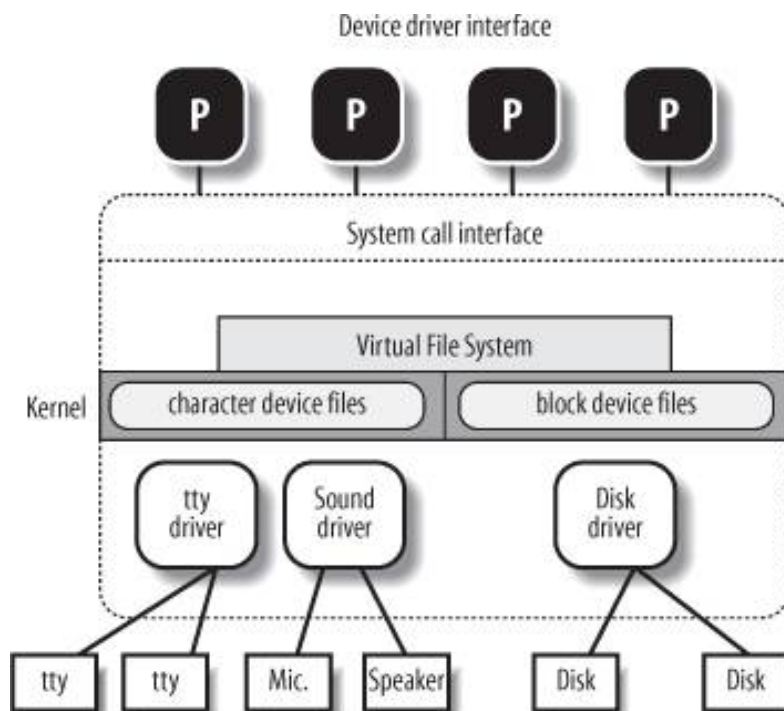 Device driver interface
P P P P
System call interface
Virtual File System
Kernel
character device files
block device files
tty
driver
Sound
driver
Disk
driver
tty
tty
Mic.
Speaker
Disk
Disk